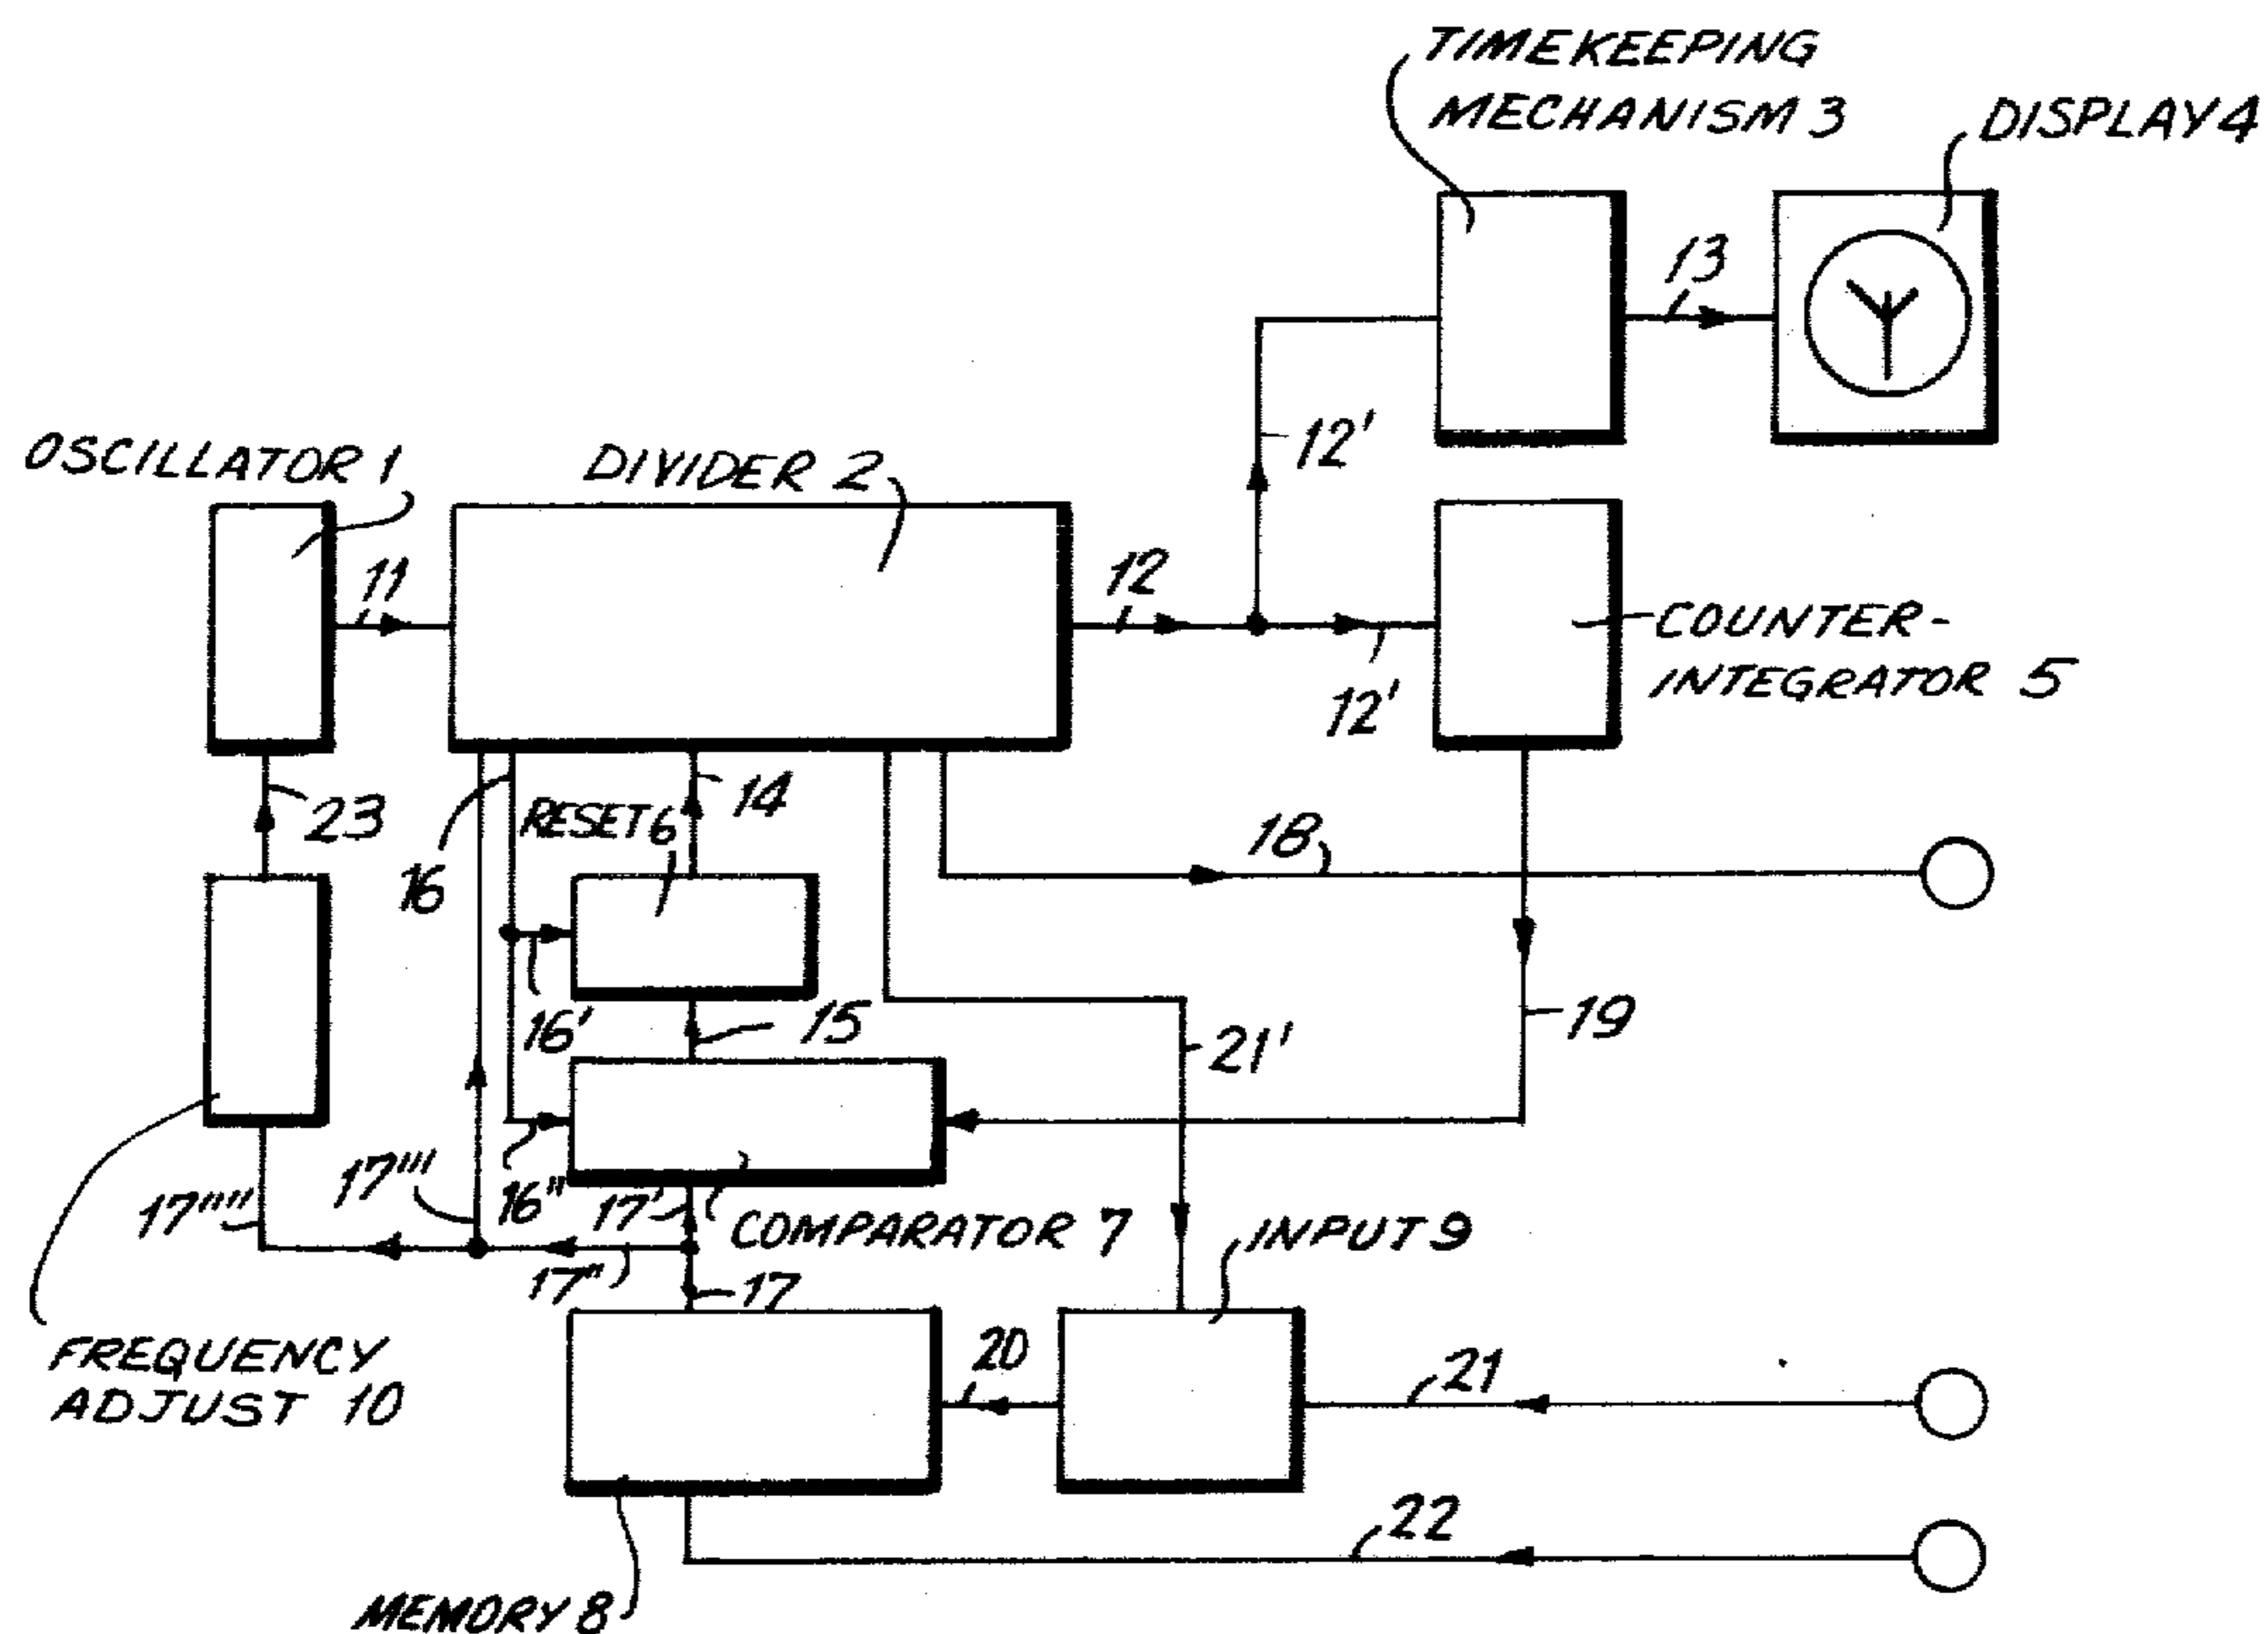 TIMEKEEPING
MECHANISM 3
DISPLAY 4
13
12'
OSCILLATOR 1
DIVIDER 2
11
12
12'
COUNTER-
INTEGRATOR 5
23
16
RESET 6
14
18
16'
15
21'
19
17''''
17'''
16"
17'
COMPARATOR 7
INPUT 9
17"
17
FREQUENCY
ADJUST 10
20
21
22
MEMORY 8